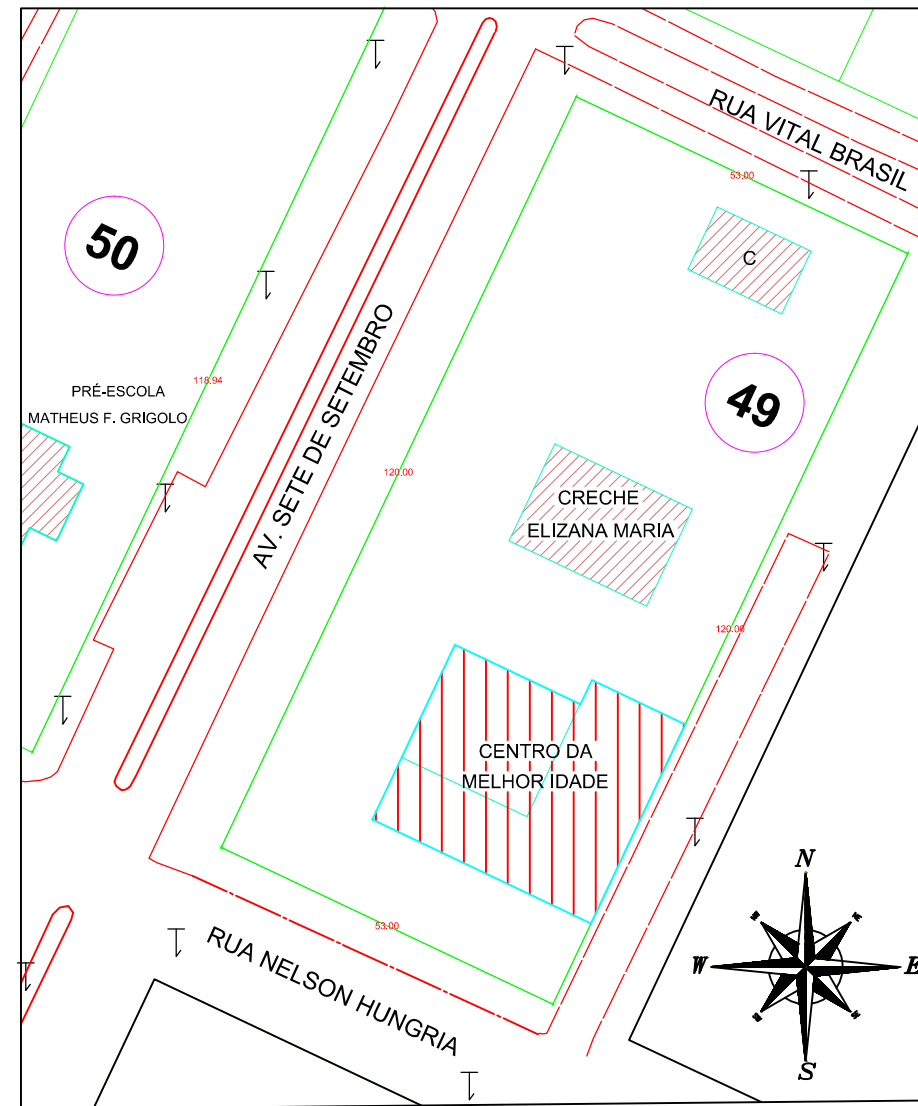 RUA VITAL BRASIL
53.00
C
50
49
118.94
PRÉ-ESCOLA
MATHEUS F. GRIGOLO
AV. SETE DE SETEMBRO
120.00
CRECHE
ELIZANA MARIA
120.00
CENTRO DA
MELHOR IDADE
53.00
RUA NELSON HUNGRIA
N
W
E
S